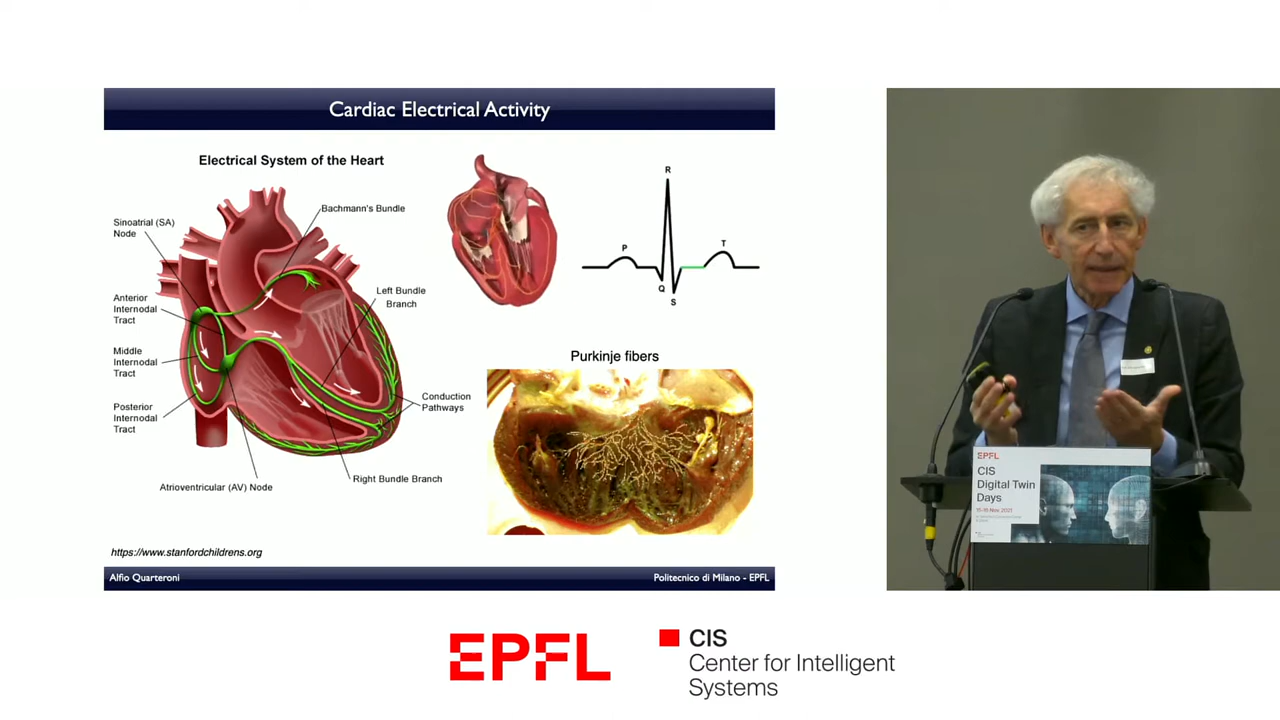 Cardiac Electrical Activity
Electrical System of the Heart
Bachmann's Bundle
Sinoatrial (SA)
Node
Anterior
Internodal
Tract
Middle
Internodal
Tract
Posterior
Internodal
Tract
Left Bundle
Branch
Conduction
Pathways
Right Bundle Branch
Atrioventricular (AV) Node
R
P
T
Q
S
Purkinje fibers
https://www.stanfordchildrens.org
Alfio Quarteroni
Politecnico di Milano - EPFL
EPFL
CIS
Digital Twin
Days
EPFL
CIS
Center for Intelligent
Systems